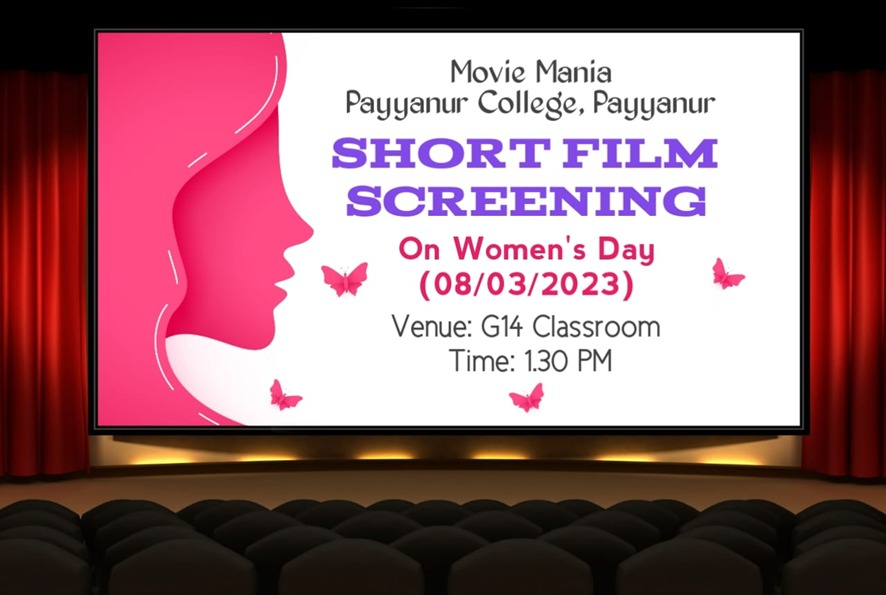 Movie Mania
Payyanur College, Payyanur
SHORT FILM
SCREENING
On Women's Day
(08/03/2023)
Venue: G14 Classroom
Time: 1.30 PM